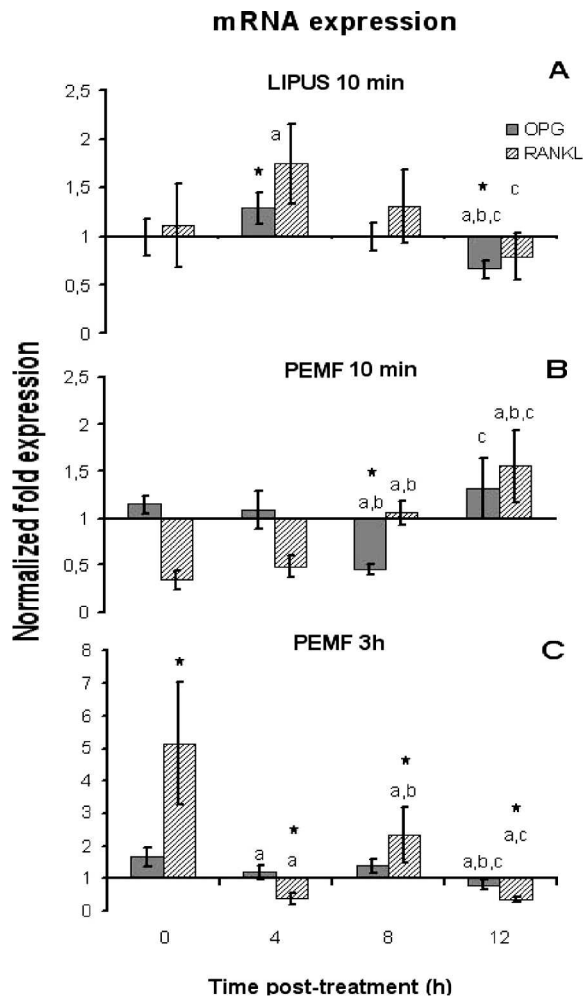 mRNA expression
A
LIPUS 10 min
2,5
2
1,5
1
0,5
0
OPG
RANKL
a
*
*
c
a,b,c
B
PEMF 10 min
2,5
2
1,5
1
0,5
0
*
a,b
a,b
c
a,b,c
Normalized fold expression
C
PEMF 3h
8
7
6
5
4
3
2
1
0
*
a
*
a
*
a,b
a,b,c
*
a,c
0 4 8 12
Time post-treatment (h)